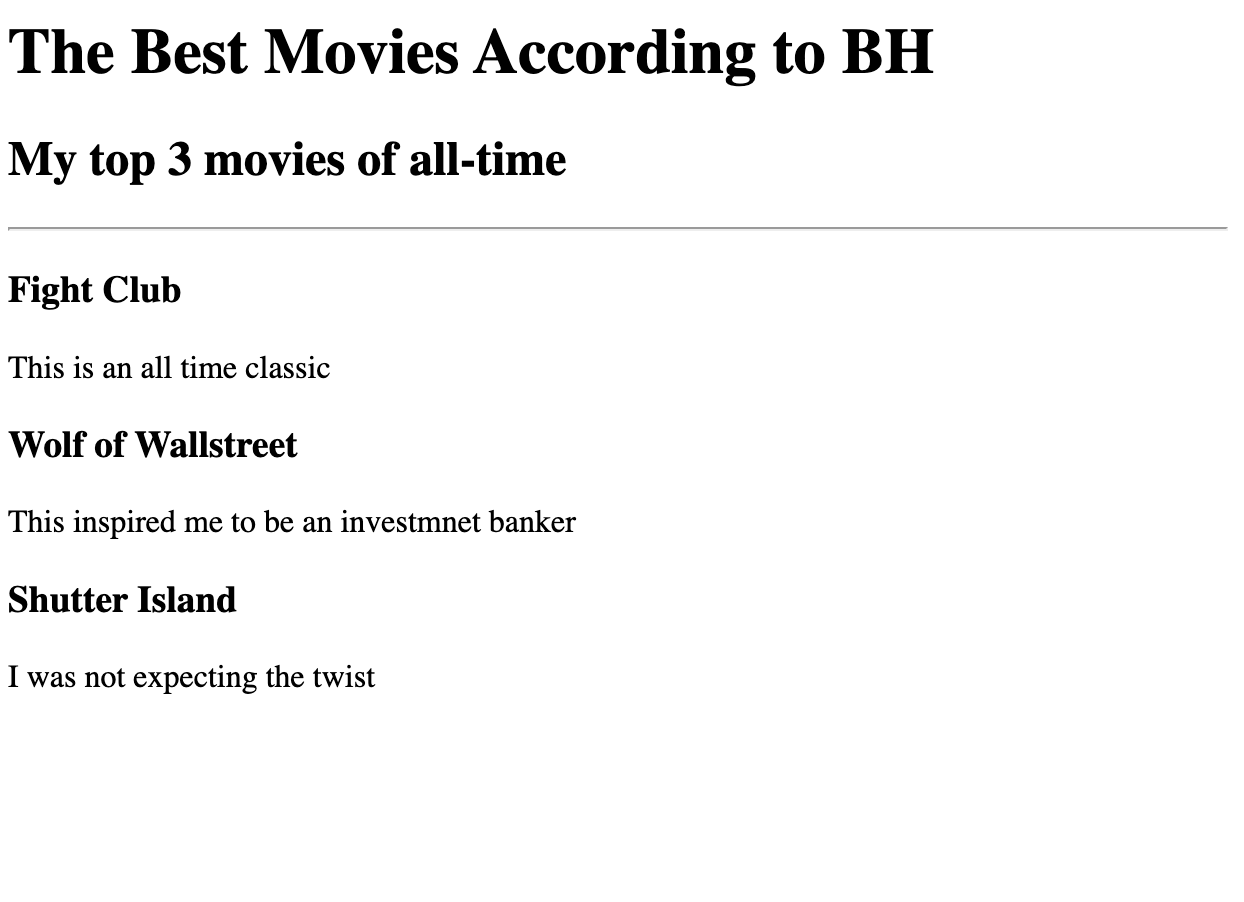 The Best Movies According to BH
My top 3 movies of all-time
Fight Club
This is an all time classic
Wolf of Wallstreet
This inspired me to be an investmnet banker
Shutter Island
I was not expecting the twist